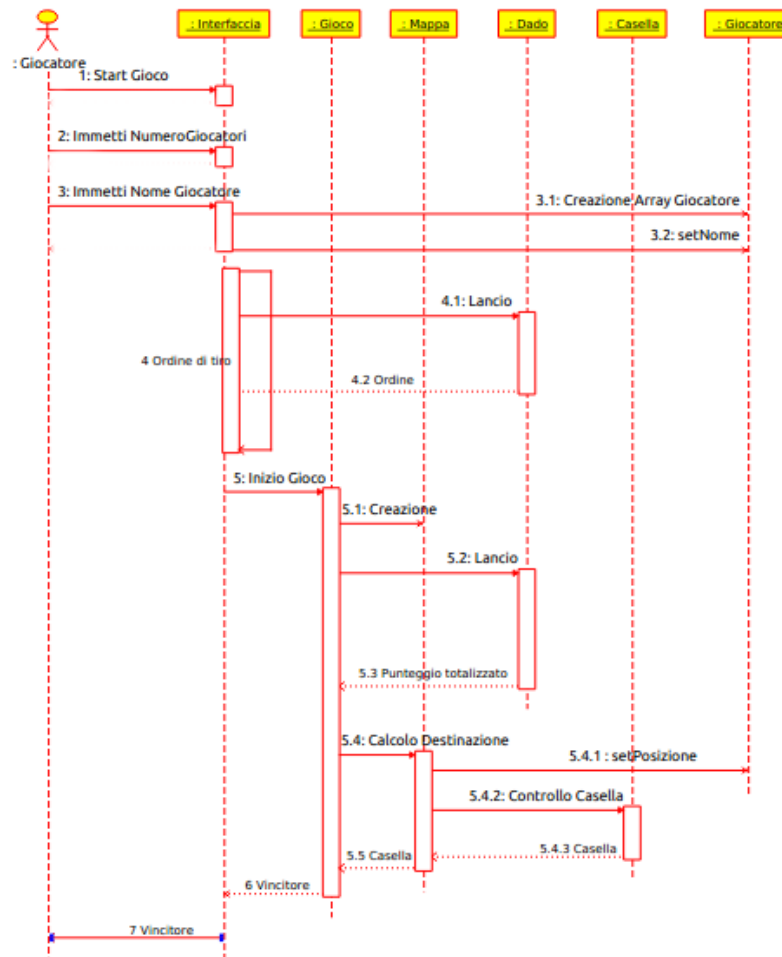 : Interfaccia
: Gioco
: Mappa
: Dado
: Casella
: Giocatore
: Giocatore
1: Start Gioco
2: Immetti NumeroGiocatori
3: Immetti Nome Giocatore
3.1: Creazione Array Giocatore
3.2: setNome
4.1: Lancio
4 Ordine di tiro
4.2 Ordine
5: Inizio Gioco
5.1: Creazione
5.2: Lancio
5.3 Punteggio totalizzato
5.4: Calcolo Destinazione
5.4.1 : setPosizione
5.4.2: Controllo Casella
5.4.3 Casella
5.5 Casella
6 Vincitore
7 Vincitore